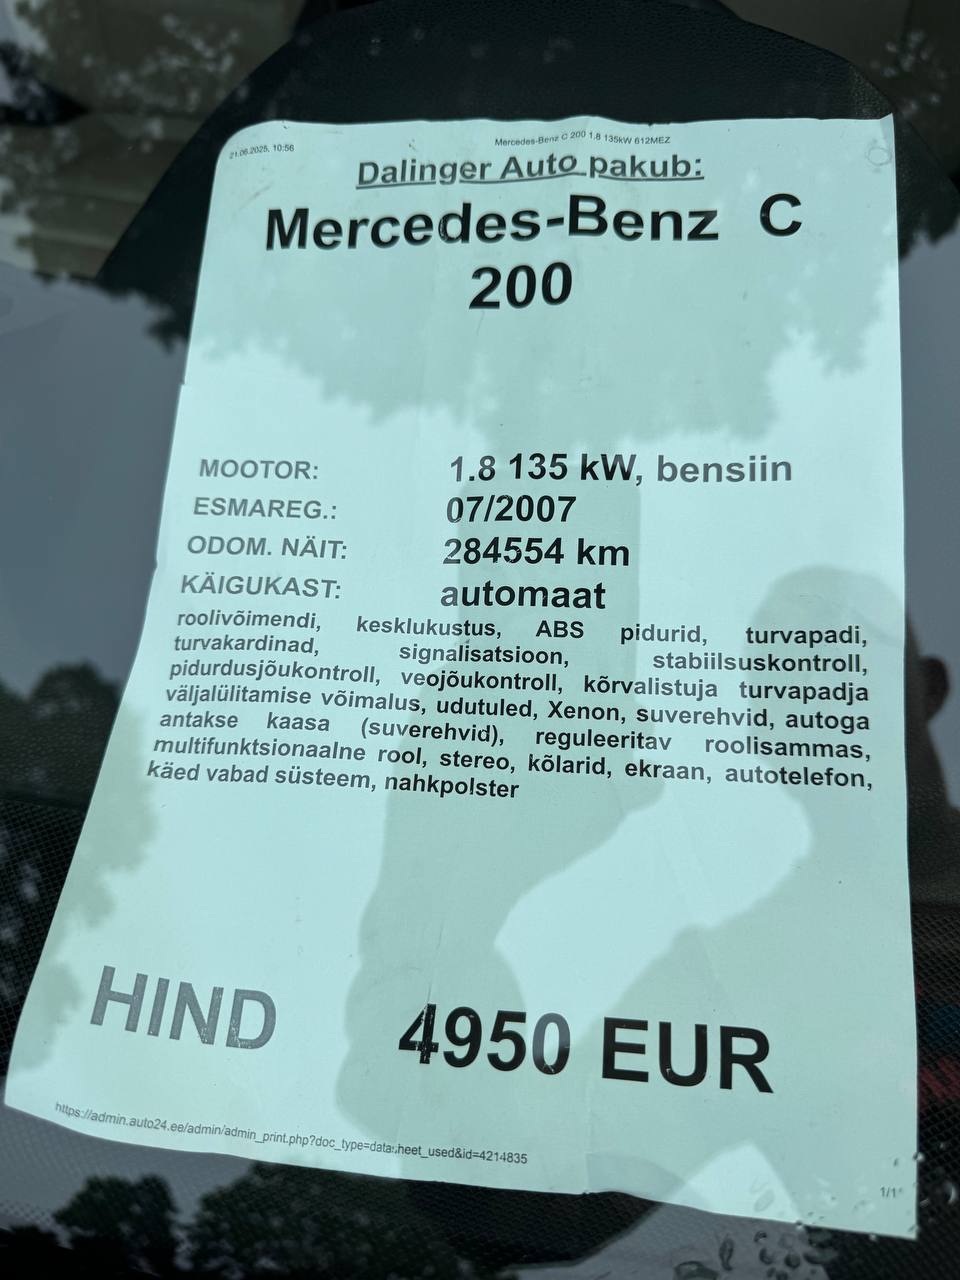 21.06.2025, 10:56
Mercedes-Benz C 200 1.8 135kW 612MEZ
Dalinger Auto pakub:
Mercedes-Benz C
200
MOOTOR: 1.8 135 kW, bensiin
ESMAREG.: 07/2007
ODOM. NÄIT: 284554 km
KÄIGUKAST: automaat
roolivõimendi, kesklukustus, ABS pidurid, turvapadi,
turvakardinad, signalisatsioon, stabiilsuskontroll,
pidurdusjõukontroll, veojõukontroll, kõrvalistuja turvapadja
väljalülitamise võimalus, udutuled, Xenon, suverehvid, autoga
antakse kaasa (suverehvid), reguleeritav roolisammas,
multifunktsionaalne rool, stereo, kõlarid, ekraan, autotelefon,
käed vabad süsteem, nahkpolster
HIND 4950 EUR
https://admin.auto24.ee/admin/admin_print.php?doc_type=datasheet_used&id=4214835
1/1